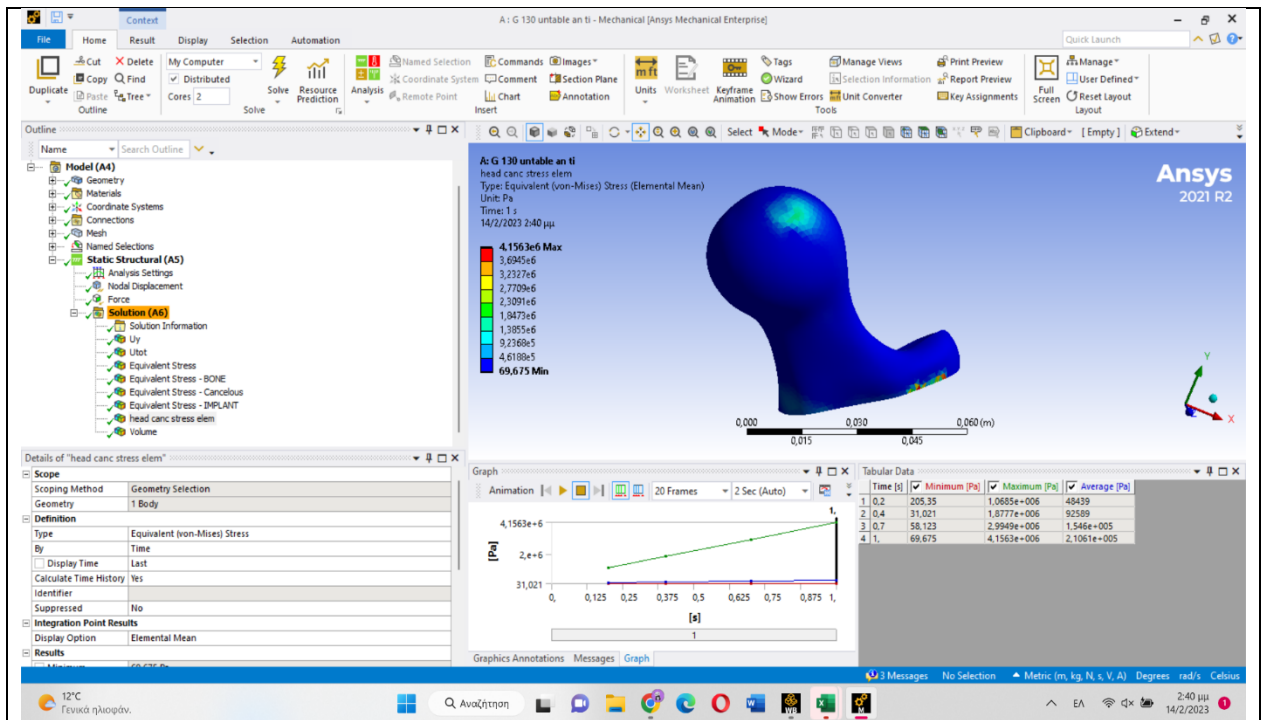 Context
A : G 130 untable an ti - Mechanical [Ansys Mechanical Enterprise]
File Home Result Display Selection Automation
Quick Launch
Duplicate
Cut
Copy
Paste
Delete
Find
Tree
Outline
My Computer
Distributed
Cores 2
Solve
Resource Prediction
Solve
Analysis
Named Selection
Coordinate System
Remote Point
Commands
Comment
Chart
Images
Section Plane
Annotation
Insert
Units
Worksheet
Keyframe Animation
Tags
Wizard
Show Errors
Manage Views
Selection Information
Unit Converter
Print Preview
Report Preview
Key Assignments
Tools
Full Screen
Manage
User Defined
Reset Layout
Layout
Outline
Name Search Outline
Select Mode Clipboard [ Empty ] Extend
Model (A4)
Geometry
Materials
Coordinate Systems
Connections
Mesh
Named Selections
Static Structural (A5)
Analysis Settings
Nodal Displacement
Force
Solution (A6)
Solution Information
Uy
Utot
Equivalent Stress
Equivalent Stress - BONE
Equivalent Stress - Cancelous
Equivalent Stress - IMPLANT
head canc stress elem
Volume
A: G 130 untable an ti
head canc stress elem
Type: Equivalent (von-Mises) Stress (Elemental Mean)
Unit: Pa
Time: 1 s
14/2/2023 2:40 μμ
4,1563e6 Max
3,6945e6
3,2327e6
2,7709e6
2,3091e6
1,8473e6
1,3855e6
9,2368e5
4,6188e5
69,675 Min
Ansys
2021 R2
Y
X
0,000 0,030 0,060 (m)
0,015 0,045
Details of "head canc stress elem"
Scope
Scoping Method Geometry Selection
Geometry 1 Body
Definition
Type Equivalent (von-Mises) Stress
By Time
Display Time Last
Calculate Time History Yes
Identifier
Suppressed No
Integration Point Results
Display Option Elemental Mean
Results
Minimum 69,675 Pa
Graph
Animation 20 Frames 2 Sec (Auto)
1,
4,1563e+6
2,e+6
31,021
[Pa]
0, 0,125 0,25 0,375 0,5 0,625 0,75 0,875 1,
[s]
1
Graphics Annotations Messages Graph
Tabular Data
Time [s] Minimum [Pa] Maximum [Pa] Average [Pa]
1 0,2 205,35 1,0685e+006 48439
2 0,4 31,021 1,8777e+006 92589
3 0,7 58,123 2,9949e+006 1,546e+005
4 1, 69,675 4,1563e+006 2,1061e+005
3 Messages No Selection Metric (m, kg, N, s, V, A) Degrees rad/s Celsius
12°C
Γενικά ηλιοφάν.
Αναζήτηση
ΕΛ
2:40 μμ
14/2/2023
1